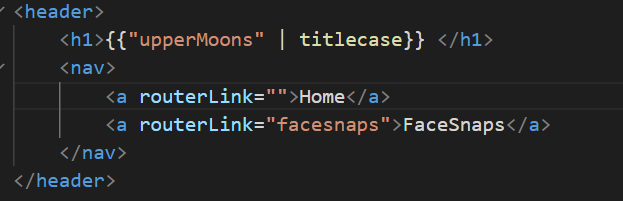 <header>
<h1>{{"upperMoons" | titlecase}} </h1>
<nav>
<a routerLink="">Home</a>
<a routerLink="facesnaps">FaceSnaps</a>
</nav>
</header>